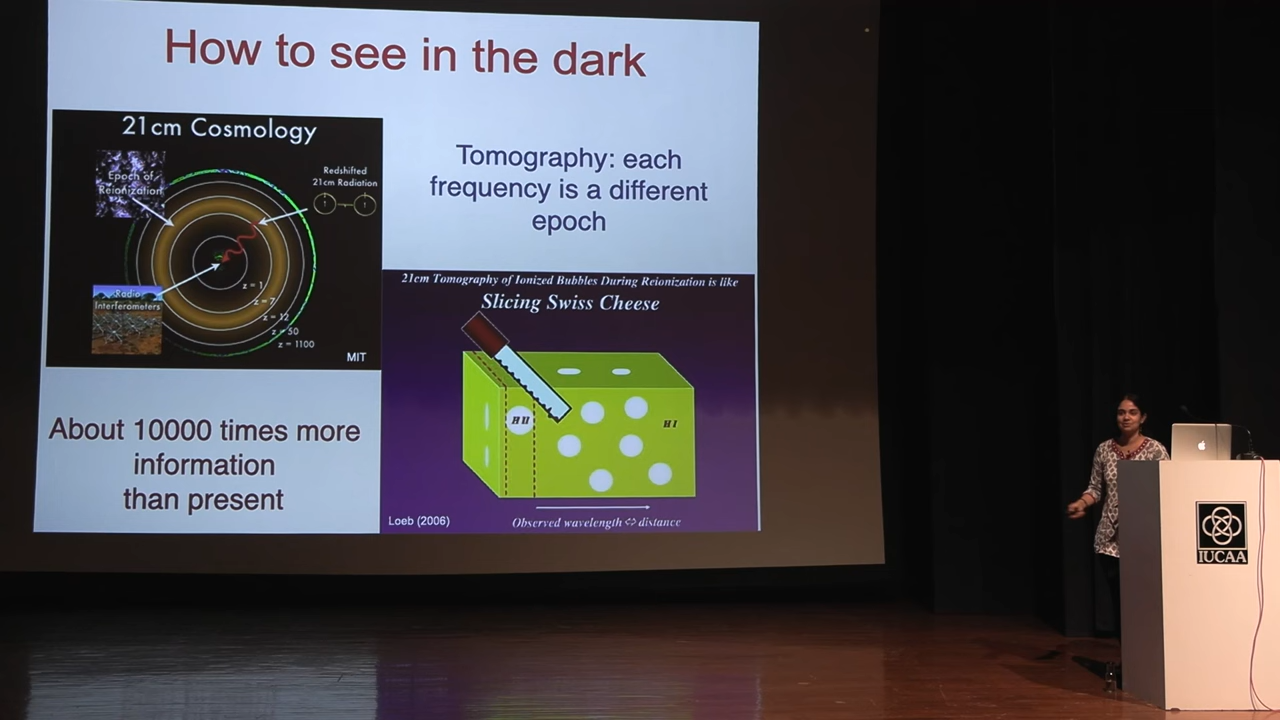 How to see in the dark
21cm Cosmology
Epoch of
Reionization
Redshifted
21cm Radiation
Radio
Interferometers
z = 1
z = 7
z = 12
z = 50
z = 1100
MIT
Tomography: each
frequency is a different
epoch
21cm Tomography of Ionized Bubbles During Reionization is like
Slicing Swiss Cheese
H II
H I
Observed wavelength ⇔ distance
Loeb (2006)
About 10000 times more
information
than present
IUCAA